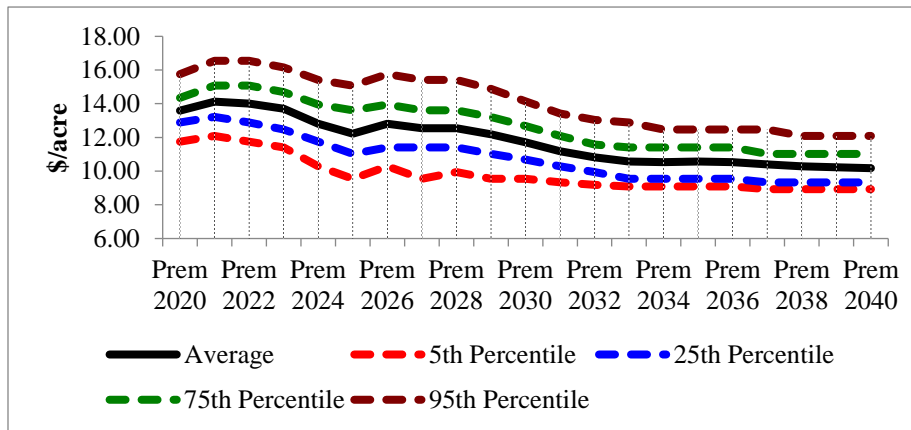 18.00
16.00
14.00
12.00
10.00
8.00
6.00
$/acre
Prem Prem Prem Prem Prem Prem Prem Prem Prem Prem Prem
2020 2022 2024 2026 2028 2030 2032 2034 2036 2038 2040
Average 5th Percentile 25th Percentile
75th Percentile 95th Percentile